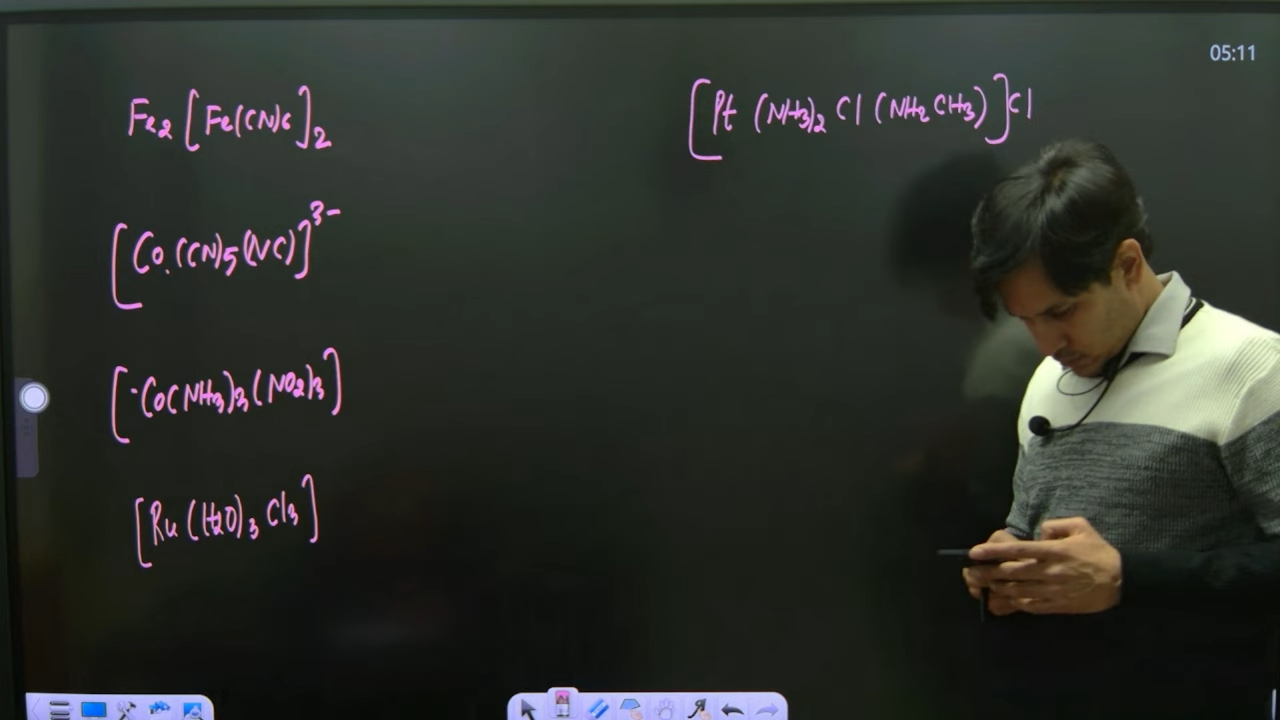 05:11
Fe2 [Fe(CN)6]2
[Pt (NH3)2 Cl (NH2CH3)]Cl
[Co(CN)5(NC)]3-
[Co(NH3)3(NO2)3]
[Ru(H2O)3 Cl3]